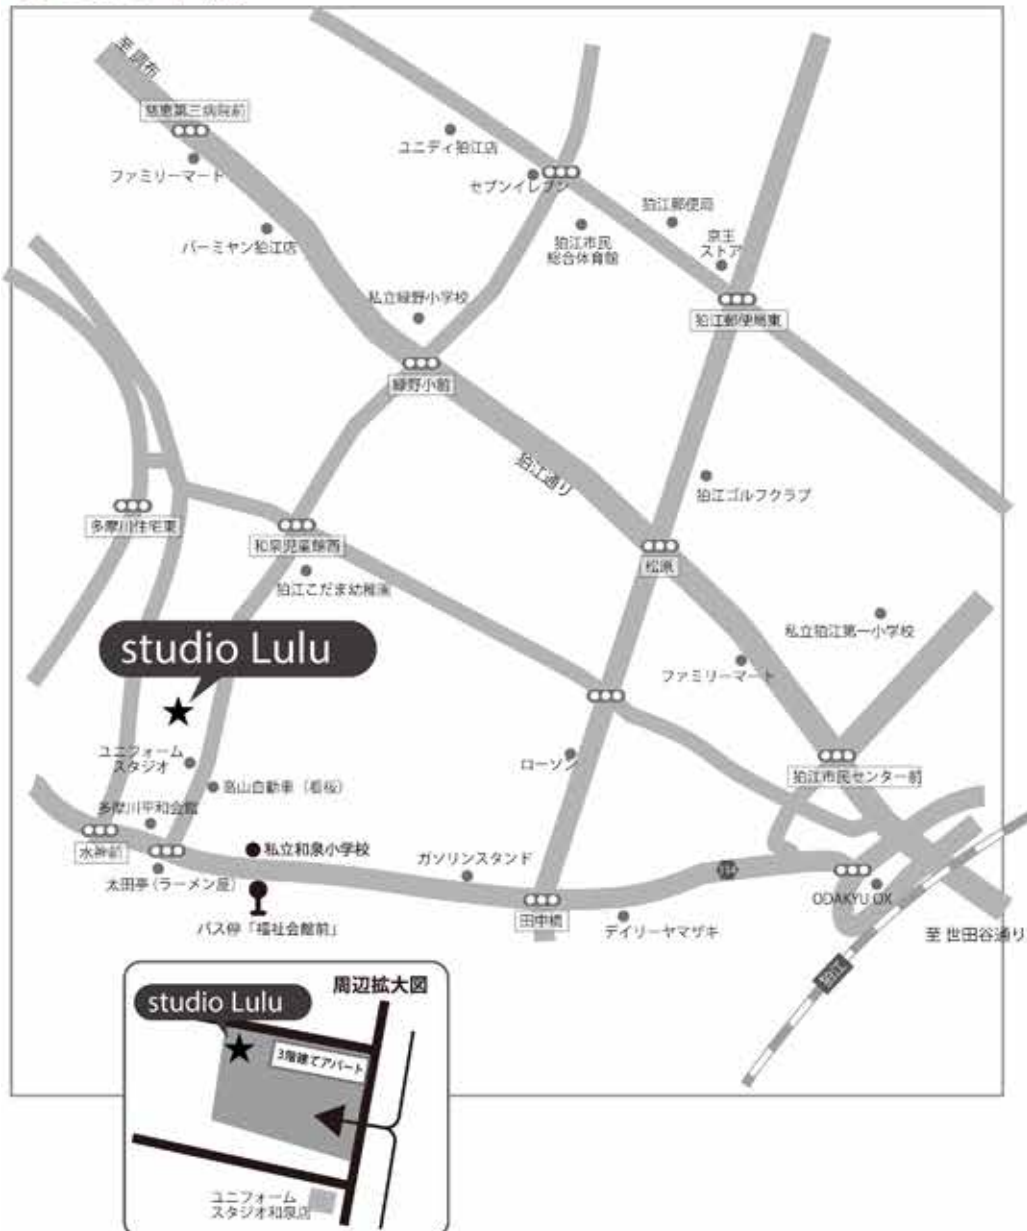 至 調布
慈恵第三病院前
ファミリーマート
バーミヤン狛江店
ユニディ狛江店
セブンイレブン
狛江市民
総合体育館
狛江郵便局
京王
ストア
狛江郵便局東
私立緑野小学校
緑野小前
狛江通り
狛江ゴルフクラブ
多摩川住宅東
和泉児童館西
狛江こだま幼稚園
松原
私立狛江第一小学校
ファミリーマート
studio Lulu
ユニフォーム
スタジオ
高山自動車（看板）
多摩川平和会館
水神前
太田亭（ラーメン屋）
私立和泉小学校
バス停「福祉会館前」
ガソリンスタンド
ローソン
田中橋
デイリーヤマザキ
狛江市民センター前
ODAKYU OX
至 世田谷通り
狛江
周辺拡大図
studio Lulu
3階建てアパート
ユニフォーム
スタジオ和泉店